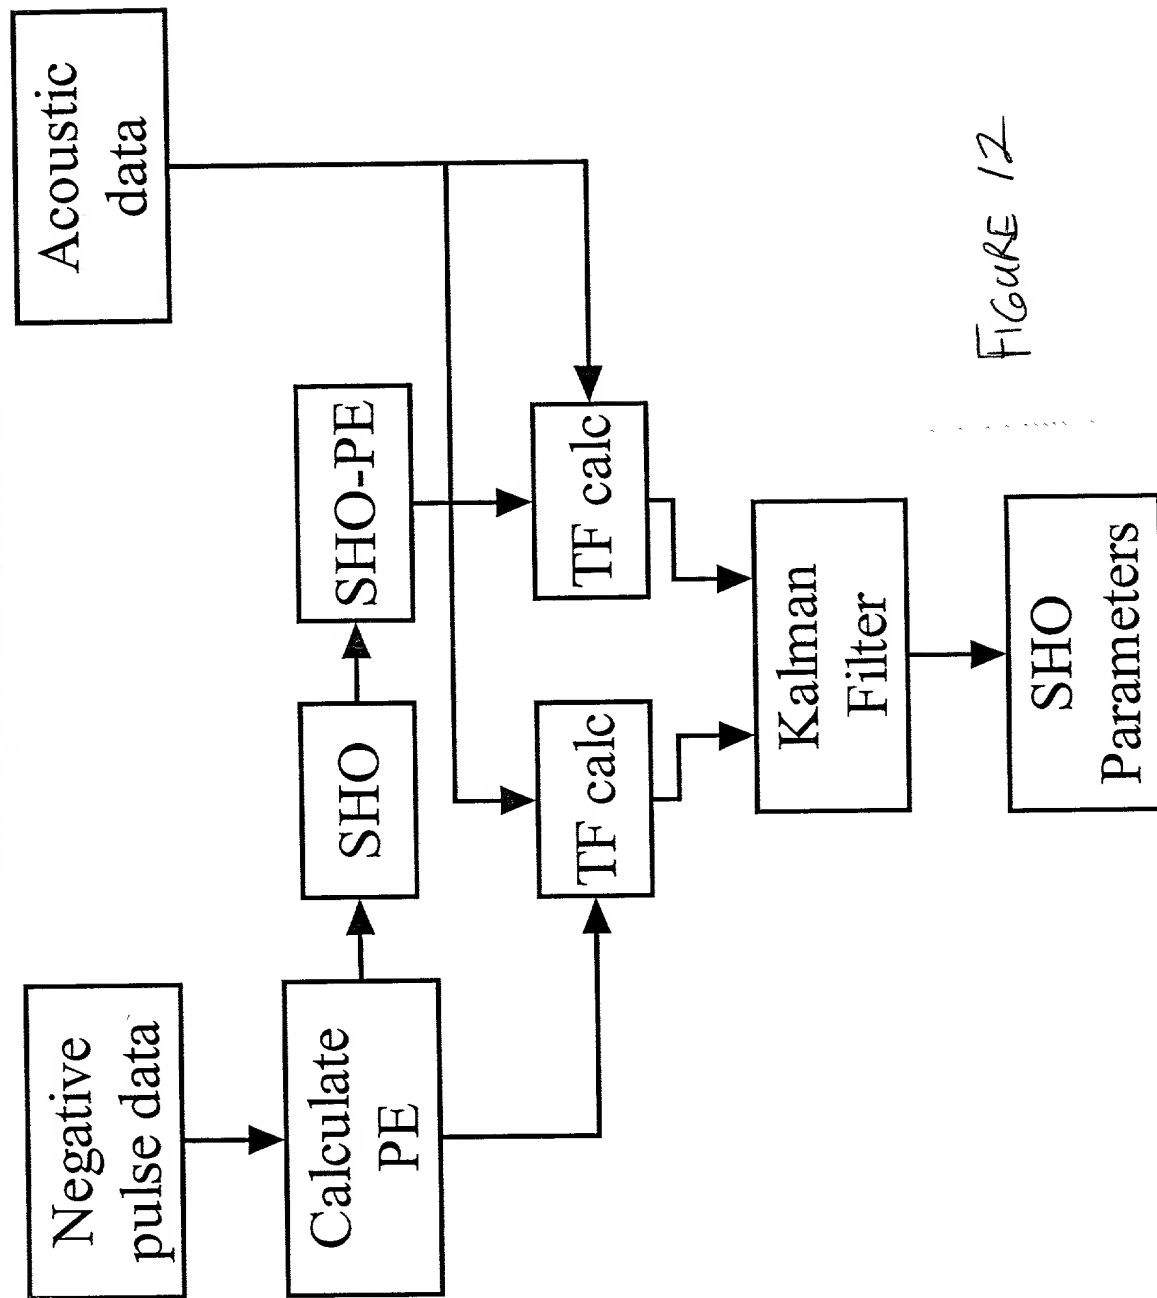 Negative
pulse data
Acoustic
data
Calculate
PE
SHO
SHO-PE
TF calc
TF calc
Kalman
Filter
SHO
Parameters
FIGURE 12